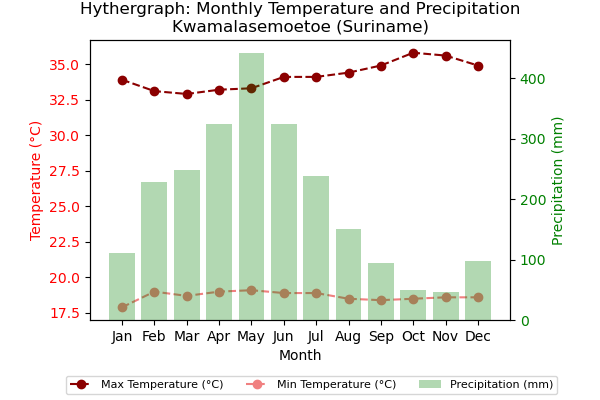 Hythergraph: Monthly Temperature and Precipitation
Kwamalasemoetoe (Suriname)
Temperature (°C)
35.0
32.5
30.0
27.5
25.0
22.5
20.0
17.5
400
300
200
100
0
Precipitation (mm)
Jan Feb Mar Apr May Jun Jul Aug Sep Oct Nov Dec
Month
Max Temperature (°C) Min Temperature (°C) Precipitation (mm)